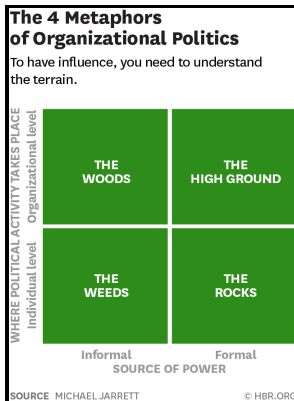 The 4 Metaphors
of Organizational Politics
To have influence, you need to understand
the terrain.
WHERE POLITICAL ACTIVITY TAKES PLACE
Organizational level
Individual level
THE
WOODS
THE
HIGH GROUND
THE
WEEDS
THE
ROCKS
Informal
Formal
SOURCE OF POWER
SOURCE MICHAEL JARRETT
© HBR.ORG